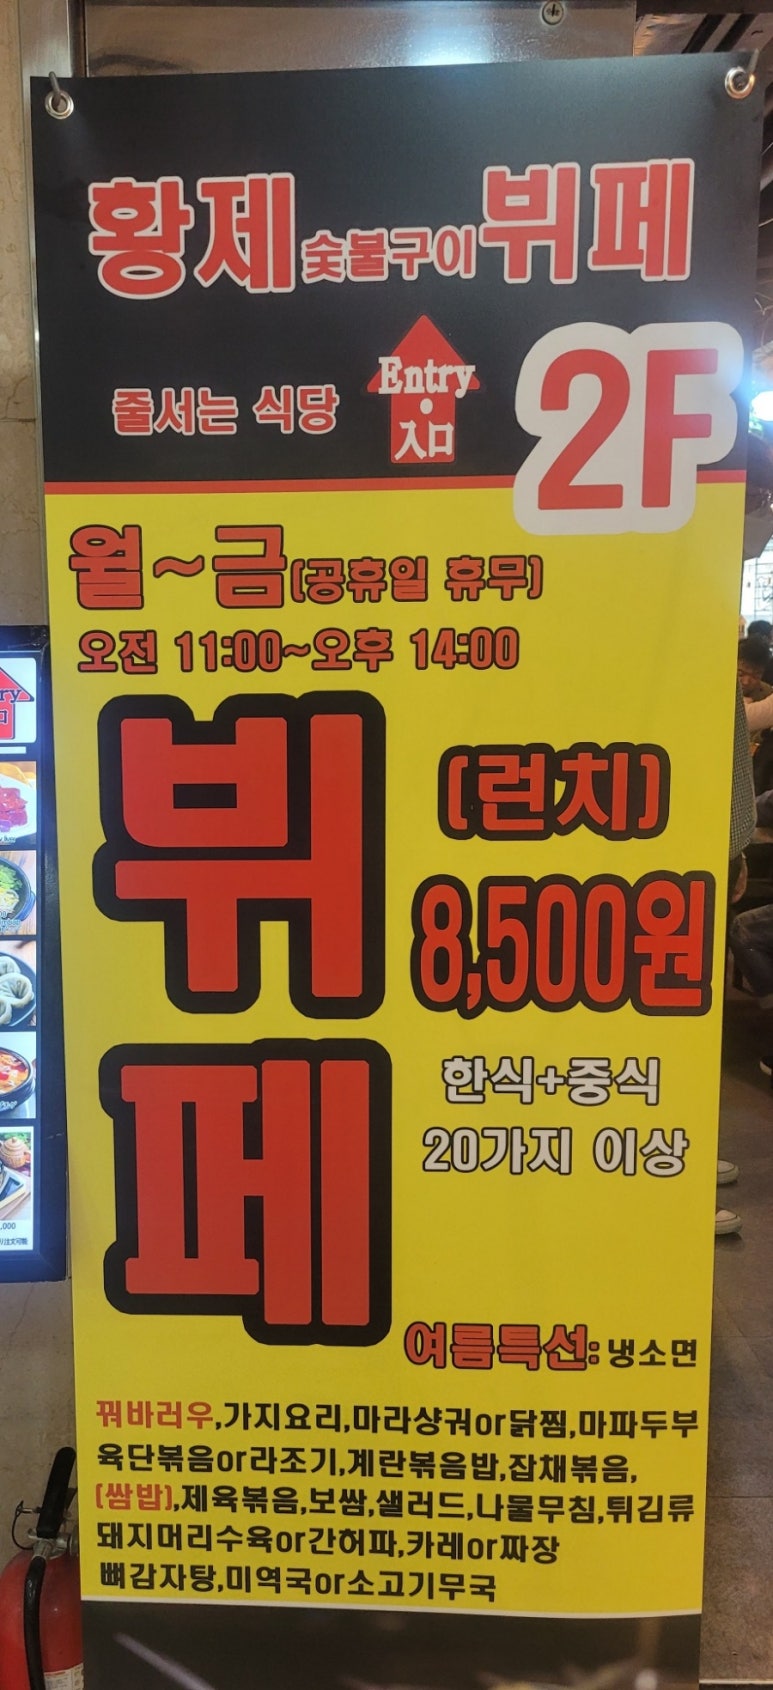 황제숯불구이뷔페
줄서는 식당
Entry
入口
2F
월~금(공휴일 휴무)
오전 11:00~오후 14:00
뷔페
(런치)
8,500원
한식+중식
20가지 이상
여름특선:냉소면
꿔바러우,가지요리,마라샹궈or닭찜,마파두부
육단볶음or라조기,계란볶음밥,잡채볶음,
(쌈밥),제육볶음,보쌈,샐러드,나물무침,튀김류
돼지머리수육or간허파,카레or짜장
뼈감자탕,미역국or소고기무국
ry
口
,000